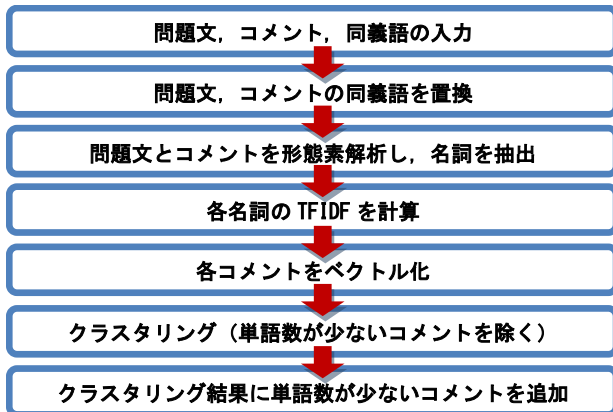 問題文，コメント，同義語の入力
問題文，コメントの同義語を置換
問題文とコメントを形態素解析し，名詞を抽出
各名詞の TFIDF を計算
各コメントをベクトル化
クラスタリング（単語数が少ないコメントを除く）
クラスタリング結果に単語数が少ないコメントを追加